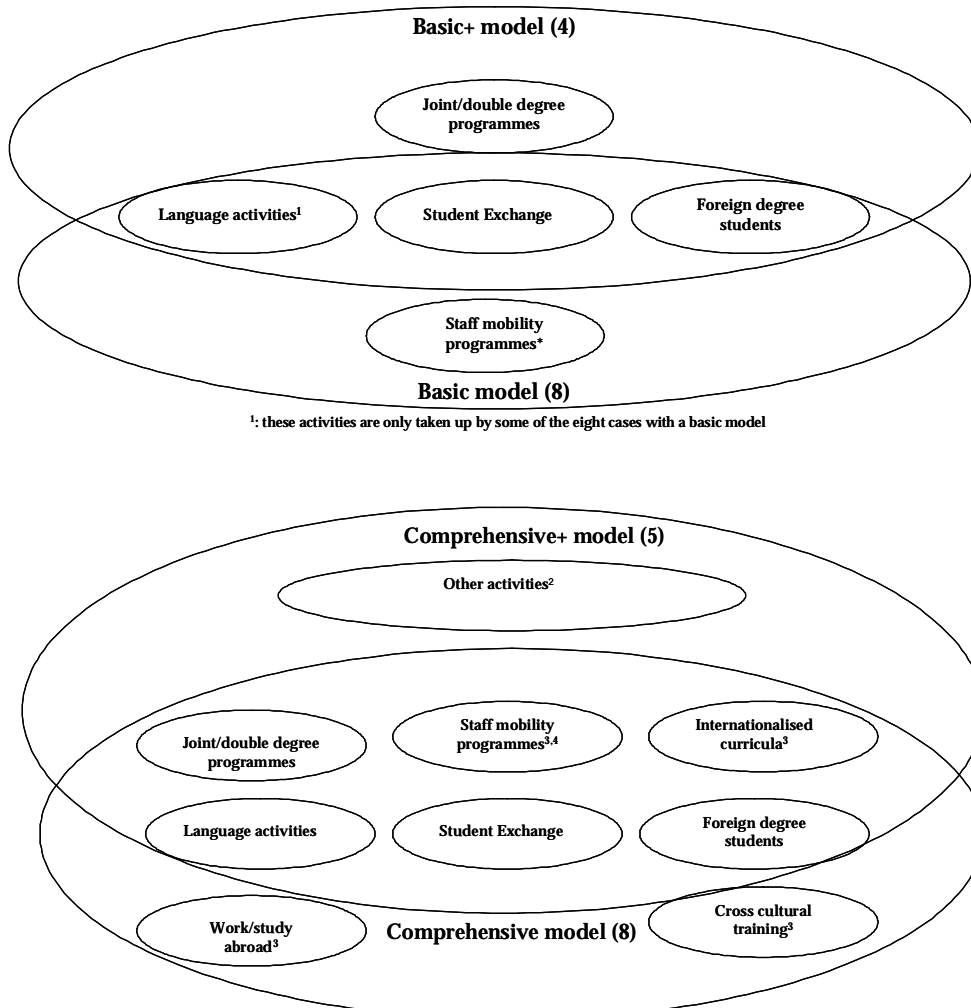 Basic+ model (4)
Joint/double degree
programmes
Language activities¹
Student Exchange
Foreign degree
students
Staff mobility
programmes*
Basic model (8)
¹: these activities are only taken up by some of the eight cases with a basic model
Comprehensive+ model (5)
Other activities²
Joint/double degree
programmes
Staff mobility
programmes³,⁴
Internationalised
curricula³
Language activities
Student Exchange
Foreign degree
students
Work/study
abroad³
Comprehensive model (8)
Cross cultural
training³